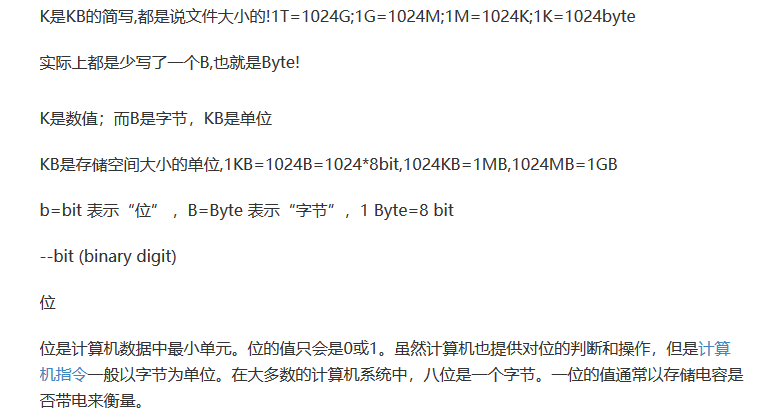 K是KB的简写,都是说文件大小的!1T=1024G;1G=1024M;1M=1024K;1K=1024byte
实际上都是少写了一个B,也就是Byte!
K是数值；而B是字节，KB是单位
KB是存储空间大小的单位,1KB=1024B=1024*8bit,1024KB=1MB,1024MB=1GB
b=bit 表示“位” ，B=Byte 表示“字节”，1 Byte=8 bit
--bit (binary digit)
位
位是计算机数据中最小单元。位的值只会是0或1。虽然计算机也提供对位的判断和操作，但是计算
机指令一般以字节为单位。在大多数的计算机系统中，八位是一个字节。一位的值通常以存储电容是
否带电来衡量。